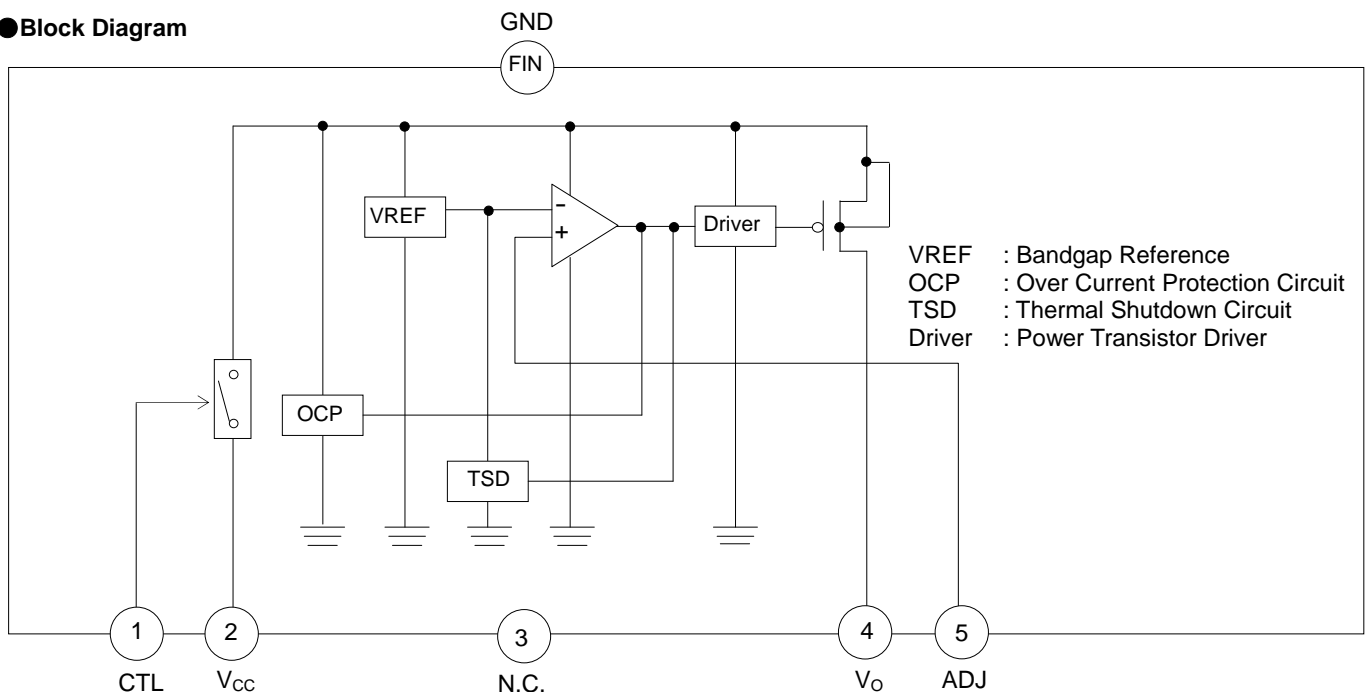 ●Block Diagram
GND
FIN
VREF
-
+
Driver
VREF : Bandgap Reference
OCP : Over Current Protection Circuit
TSD : Thermal Shutdown Circuit
Driver : Power Transistor Driver
OCP
TSD
1
2
3
4
5
CTL
VCC
N.C.
VO
ADJ